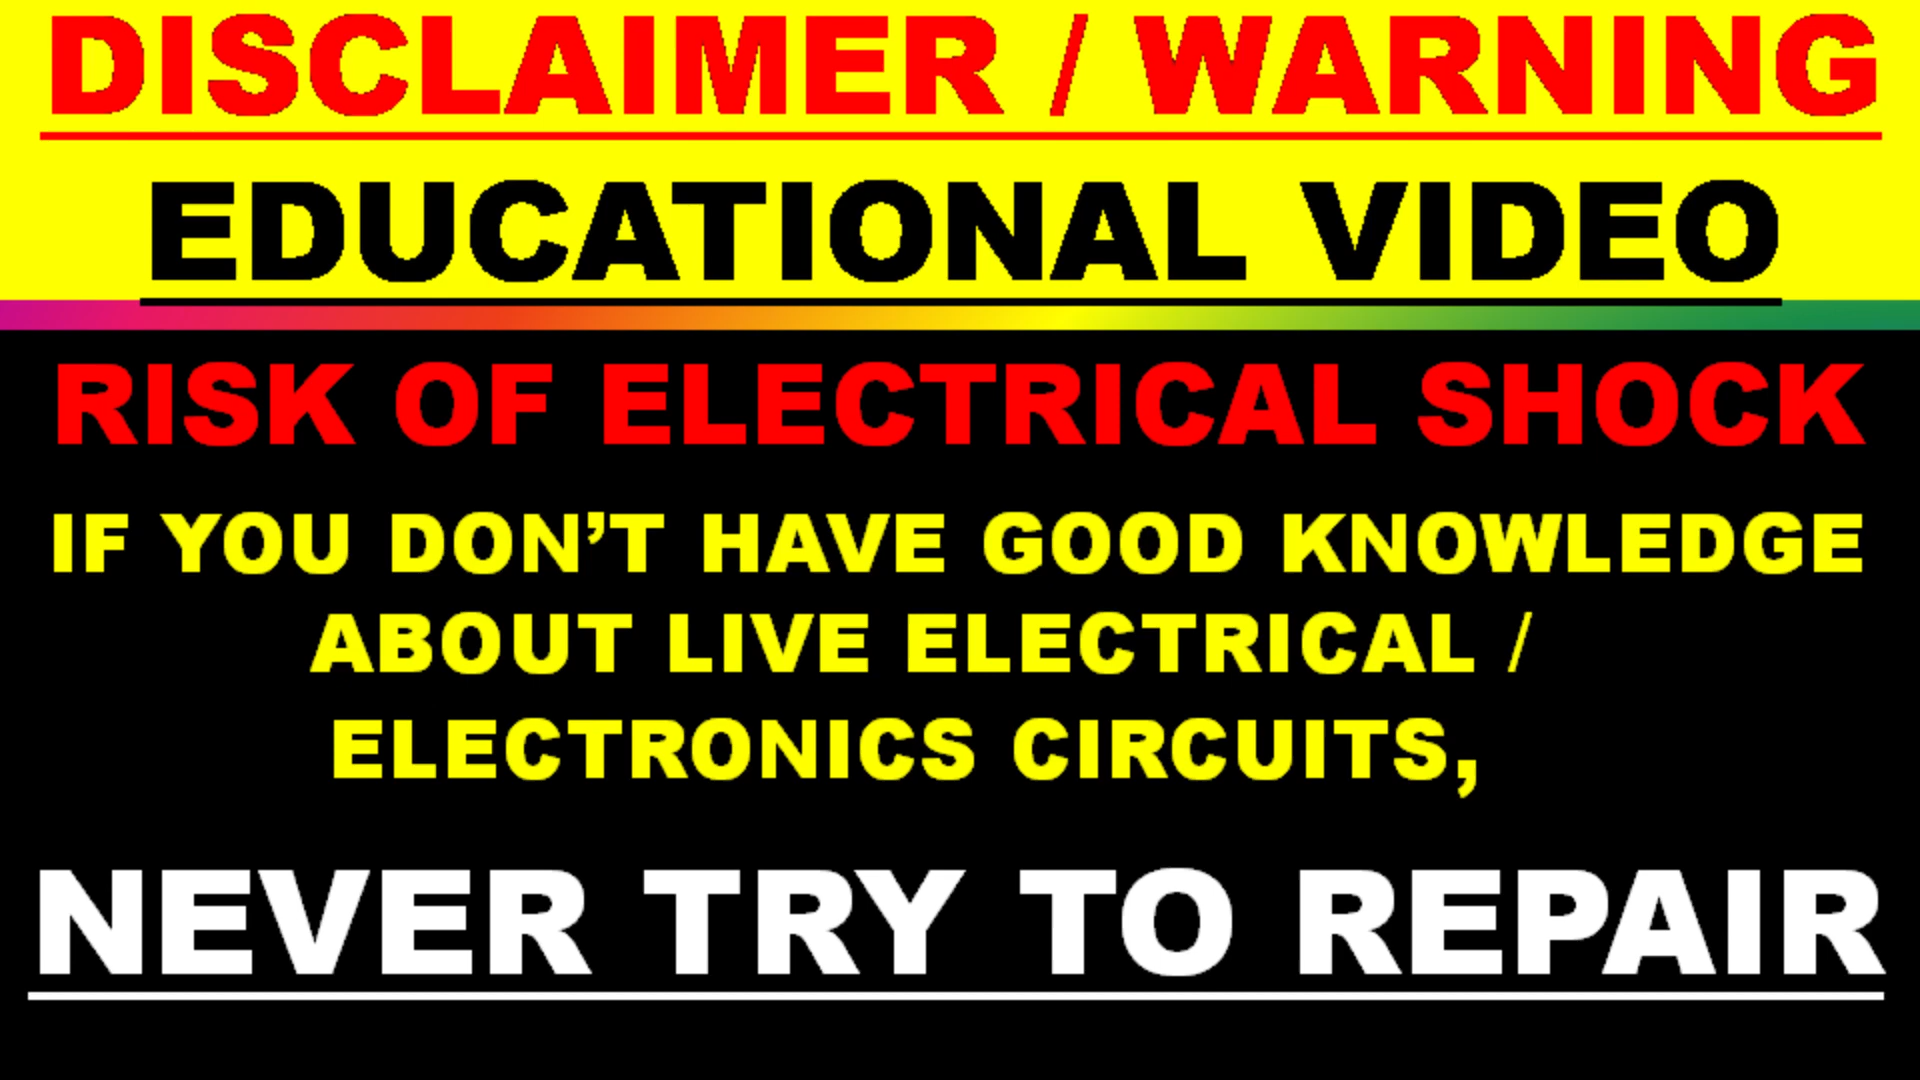 DISCLAIMER / WARNING
EDUCATIONAL VIDEO
RISK OF ELECTRICAL SHOCK
IF YOU DON’T HAVE GOOD KNOWLEDGE
ABOUT LIVE ELECTRICAL /
ELECTRONICS CIRCUITS,
NEVER TRY TO REPAIR